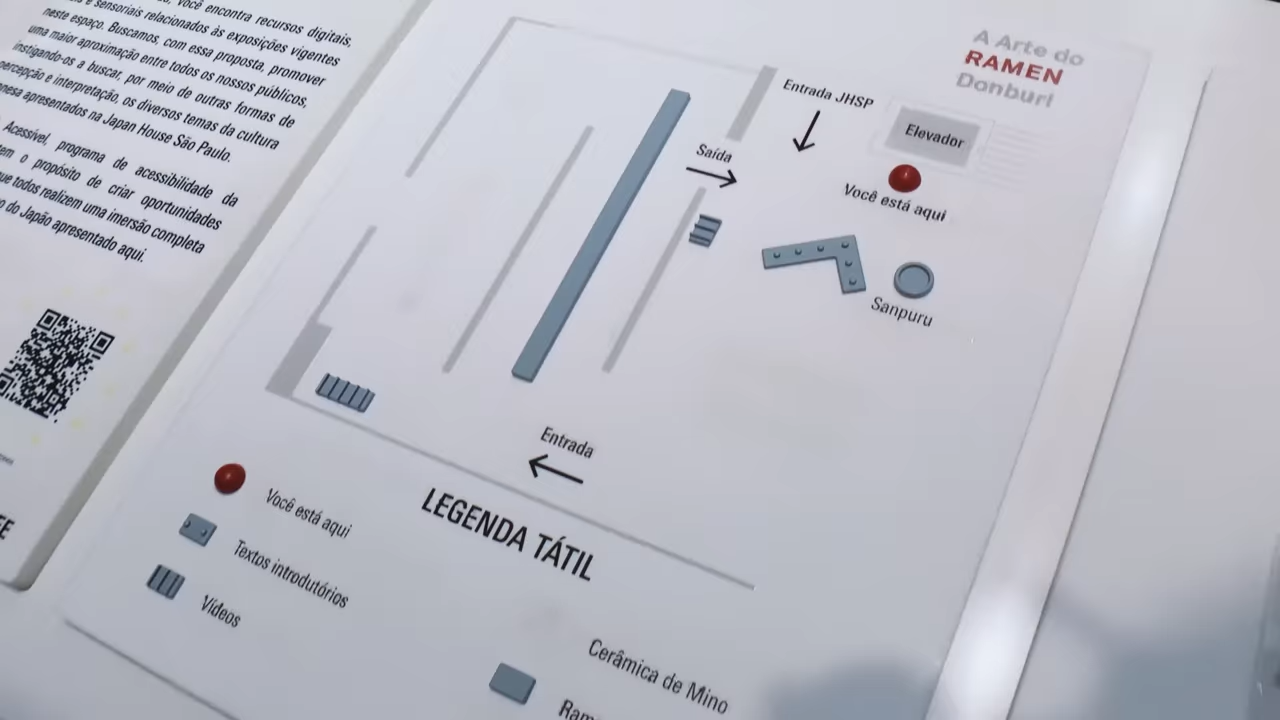 você encontra recursos digitais,
e sensoriais relacionados às exposições vigentes
neste espaço. Buscamos, com essa proposta, promover
uma maior aproximação entre todos os nossos públicos,
instigando-os a buscar, por meio de outras formas de
percepção e interpretação, os diversos temas da cultura
apresentados na Japan House São Paulo.
Acessível, programa de acessibilidade da
o propósito de criar oportunidades
que todos realizem uma imersão completa
do Japão apresentado aqui.
A Arte do
RAMEN
Donburi
Entrada JHSP
Elevador
Saída
Você está aqui
Sanpuru
Entrada
LEGENDA TÁTIL
Você está aqui
Textos introdutórios
Vídeos
Cerâmica de Mino